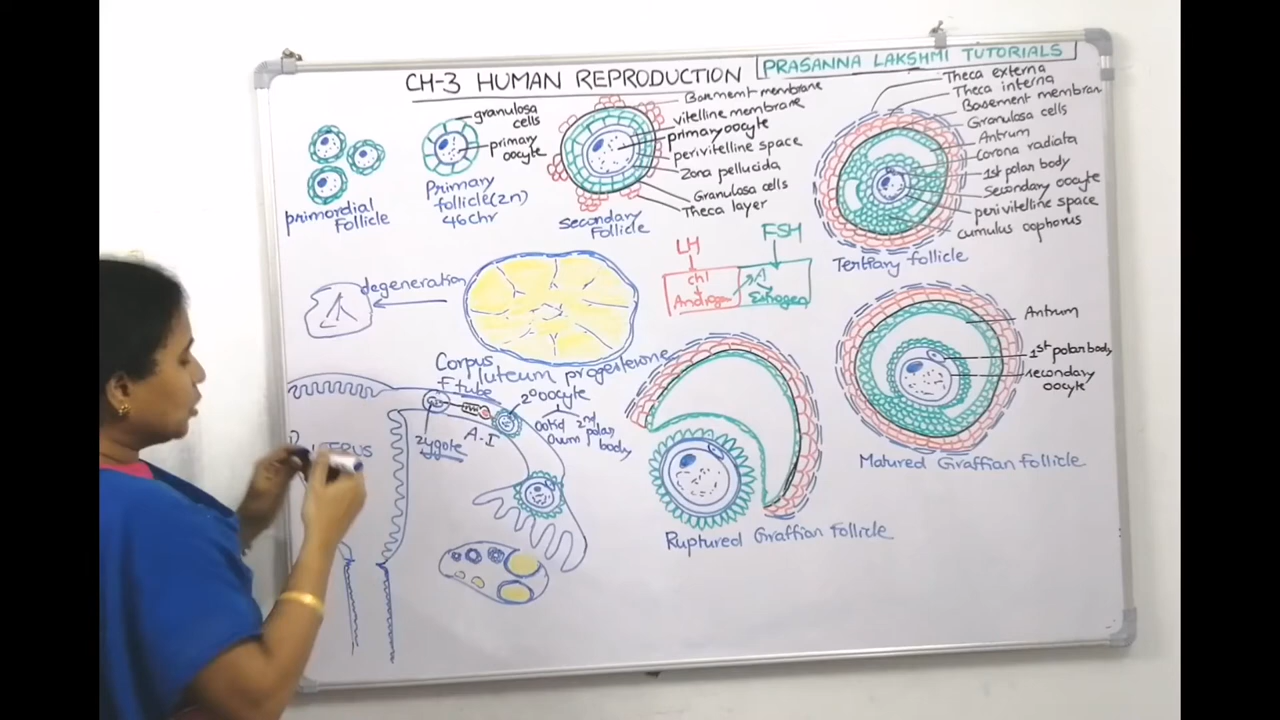 CH-3 HUMAN REPRODUCTION
PRASANNA LAKSHMI TUTORIALS
primordial
Follicle
granulosa
cells
primary
oocyte
Primary
follicle(2n)
46chr
Basement membrane
vitelline membrane
primary oocyte
perivitelline space
Zona pellucida
Granulosa cells
Theca layer
Secondary
Follicle
Theca externa
Theca interna
Basement membran
Granulosa cells
Antrum
Corona radiata
1st polar body
Secondary oocyte
perivitelline space
cumulus oophorus
Tertiary follicle
LH
FSH
Ch1
Androgen
A
Estrogen
degeneration
Corpus
luteum progesterone
Antrum
1st polar body
secondary
oocyte
Matured Graffian Follicle
Ruptured Graffian Follicle
F.tube
2°oocyte
ootid 2nd
Ovum polar
body
A-I
zygote
UTERUS